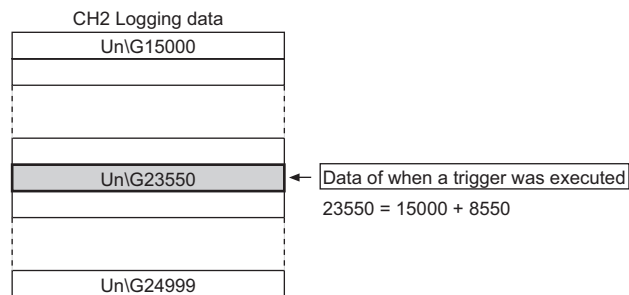 CH2 Logging data
Un\G15000
Un\G23550
Data of when a trigger was executed
23550 = 15000 + 8550
Un\G24999